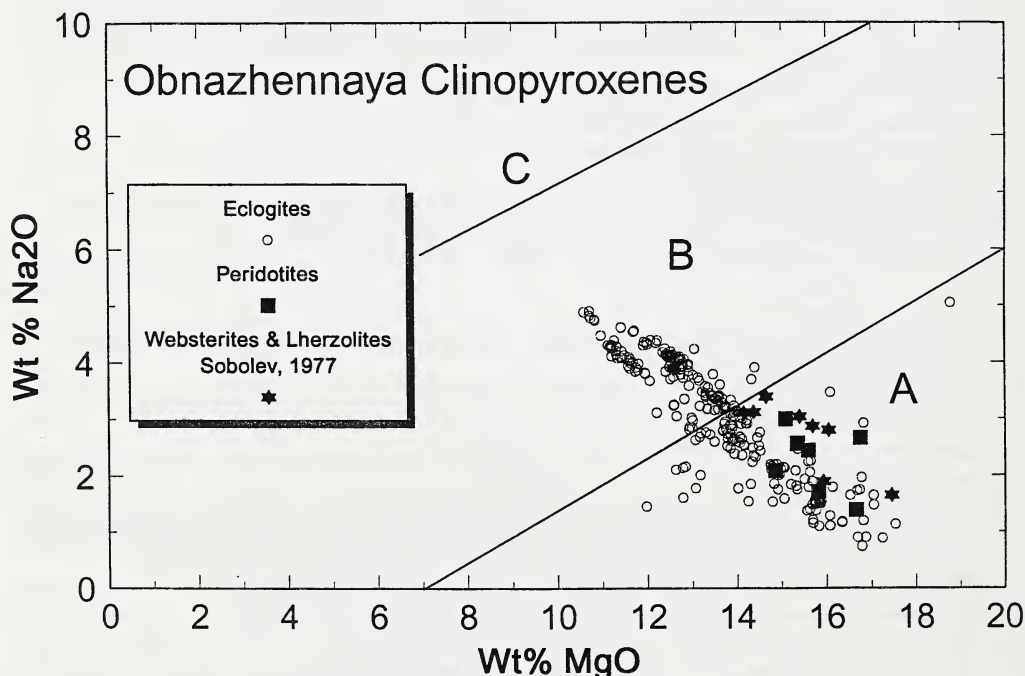 Obnazhennaya Clinopyroxenes
C
B
A
Eclogites
Peridotites
Websterites & Lherzolites
Sobolev, 1977
Wt % Na2O
10
8
6
4
2
0
0 2 4 6 8 10 12 14 16 18 20
Wt% MgO